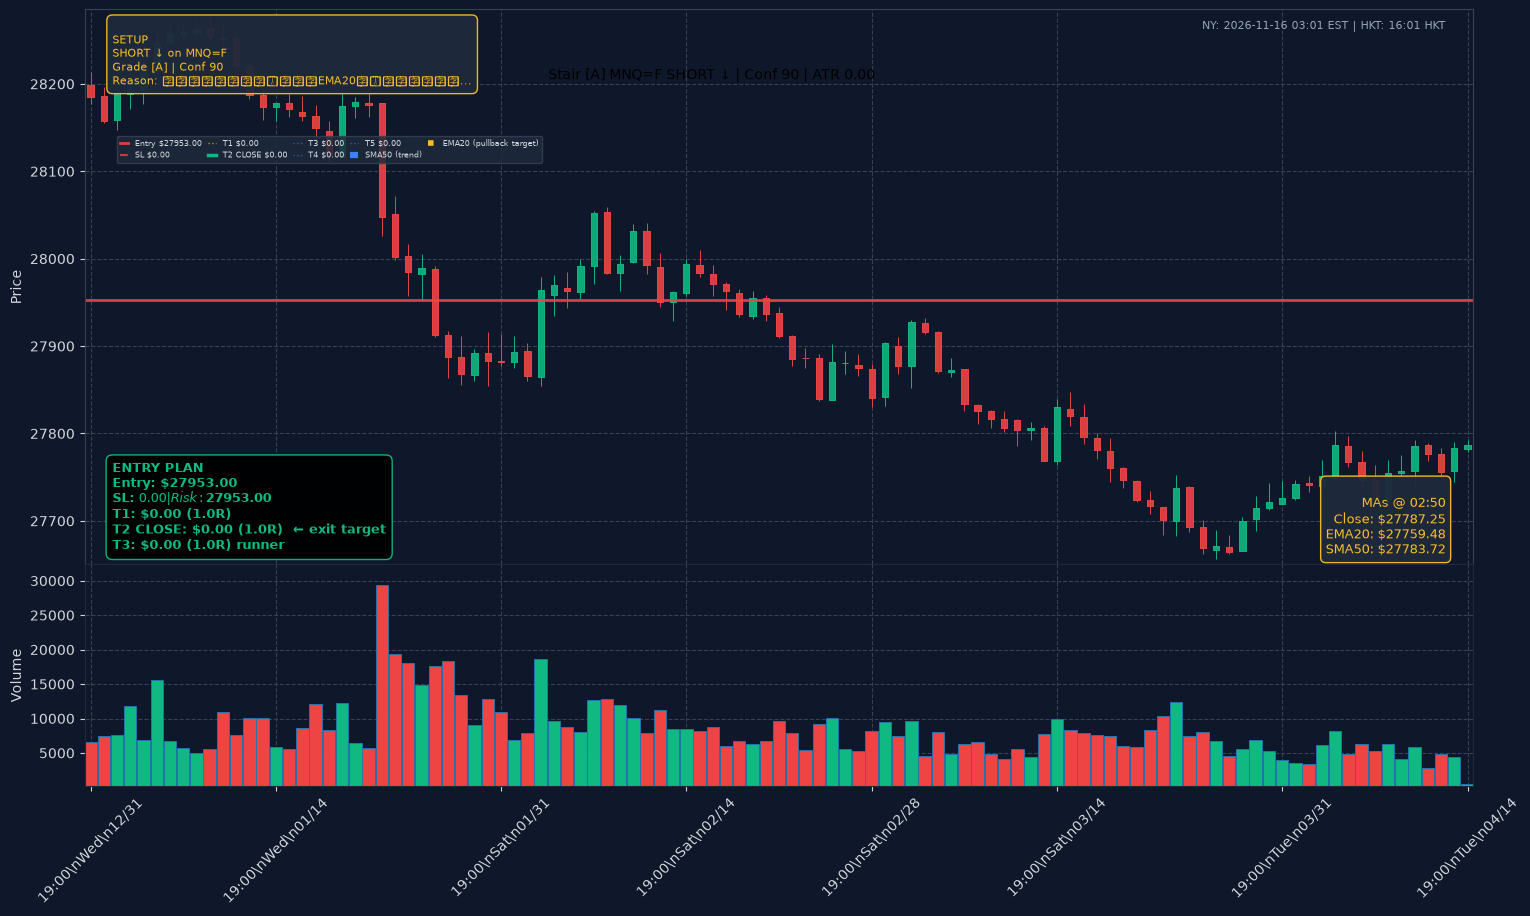 NY: 2026-11-16 03:01 EST | HKT: 16:01 HKT
SETUP
SHORT ↓ on MNQ=F
Grade [A] | Conf 90
Reason: EMA20 ...
Stair [A] MNQ=F SHORT ↓ | Conf 90 | ATR 0.00
Entry $27953.00
SL $0.00
T1 $0.00
T2 CLOSE $0.00
T3 $0.00
T4 $0.00
T5 $0.00
SMA50 (trend)
EMA20 (pullback target)
Price
28200
28100
28000
27900
27800
27700
ENTRY PLAN
Entry: $27953.00
SL: 0.00|Risk:27953.00
T1: $0.00 (1.0R)
T2 CLOSE: $0.00 (1.0R) ← exit target
T3: $0.00 (1.0R) runner
MAs @ 02:50
Close: $27787.25
EMA20: $27759.48
SMA50: $27783.72
Volume
30000
25000
20000
15000
10000
5000
19:00\nWed\n12/31
19:00\nWed\n01/14
19:00\nSat\n01/31
19:00\nSat\n02/14
19:00\nSat\n02/28
19:00\nSat\n03/14
19:00\nTue\n03/31
19:00\nTue\n04/14